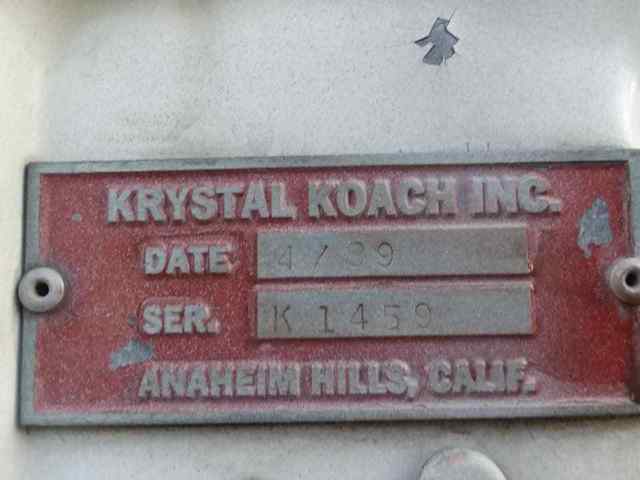 KRYSTAL KOACH INC.
DATE 4/89
SER. K 1459
ANAHEIM HILLS, CALIF.